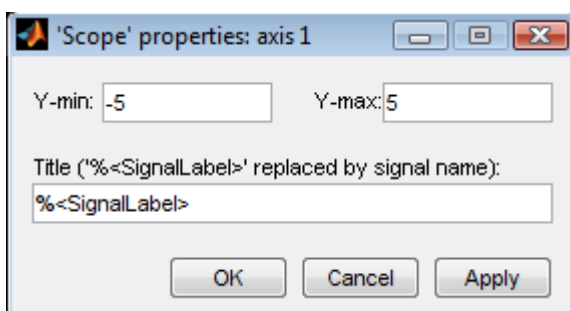 'Scope' properties: axis 1
Y-min: -5 Y-max: 5
Title ('%<SignalLabel>' replaced by signal name):
%<SignalLabel>
OK Cancel Apply